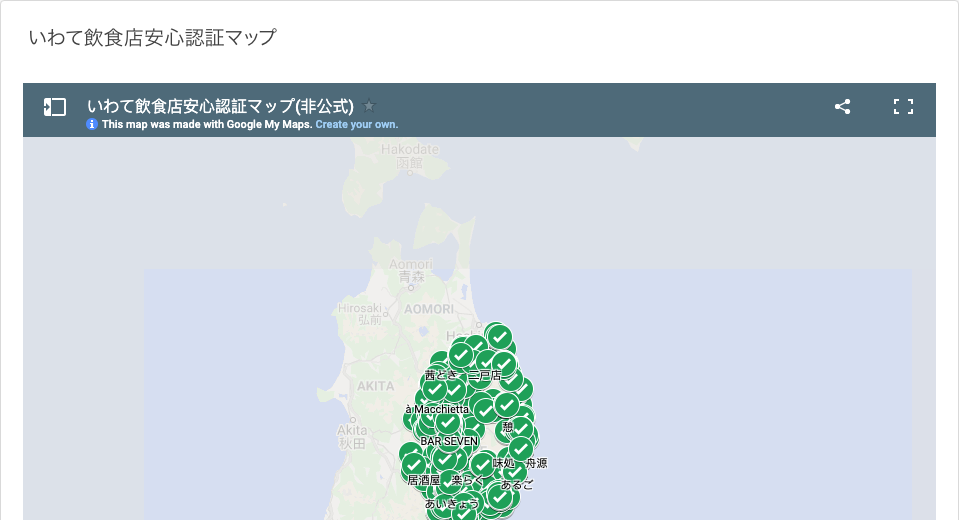 いわて飲食店安心認証マップ
いわて飲食店安心認証マップ(非公式)
This map was made with Google My Maps. Create your own.
Hakodate
函館
Aomori
青森
Hirosaki
弘前
AOMORI
茜とき
二戸店
AKITA
à Macchietta
憩
Akita
秋田
BAR SEVEN
味処
舟源
居酒屋
楽らく
あるご
あいきょう